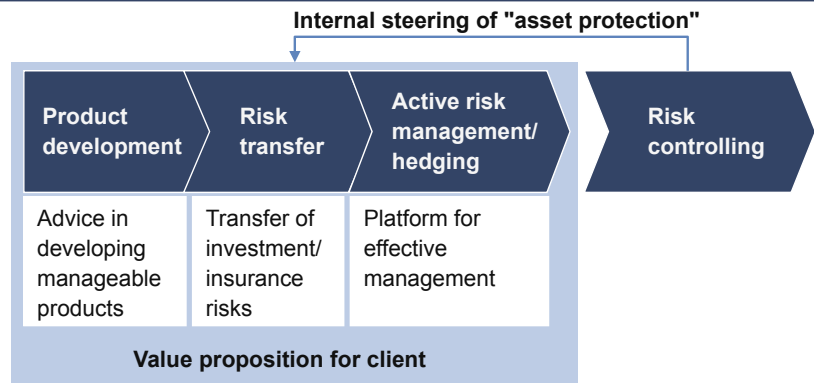 Internal steering of "asset protection"
Product
development
Risk
transfer
Active risk
management/
hedging
Risk
controlling
Advice in
developing
manageable
products
Transfer of
investment/
insurance
risks
Platform for
effective
management
Value proposition for client